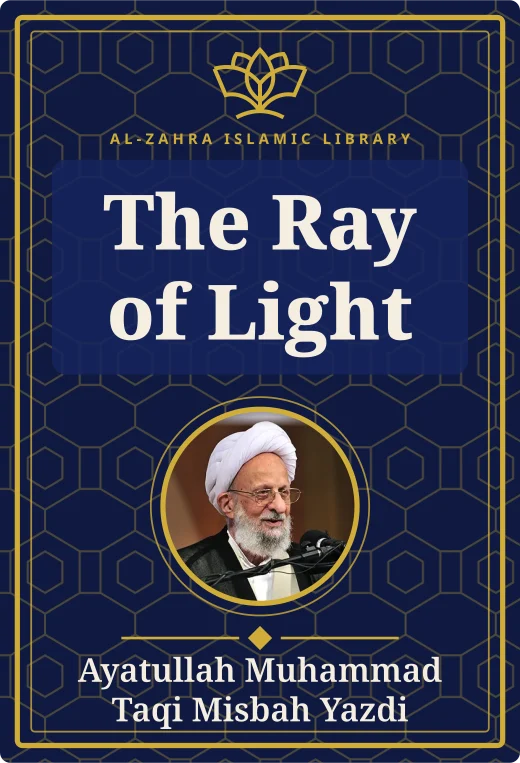 AL-ZAHRA ISLAMIC LIBRARY
The Ray
of Light
Ayatullah Muhammad
Taqi Misbah Yazdi